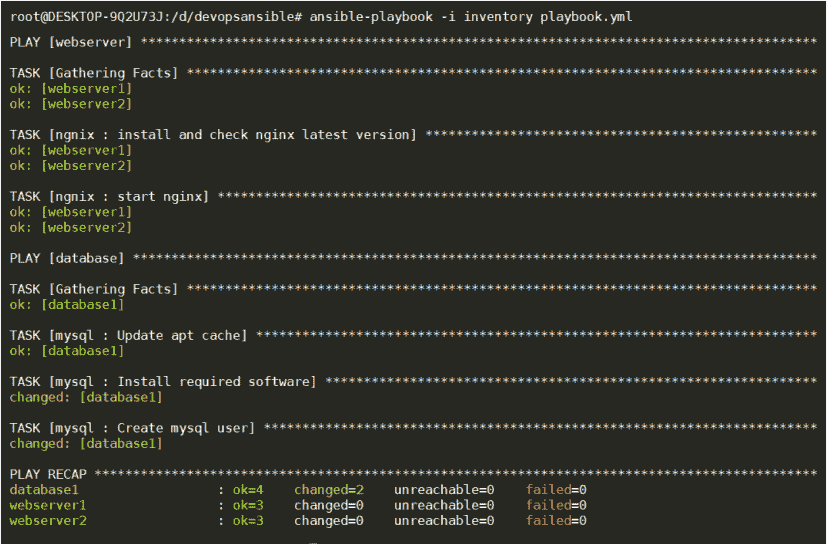 root@DESKTOP-9Q2U73J:/d/devopsansible# ansible-playbook -i inventory playbook.yml
PLAY [webserver] ****************************************************************************************
TASK [Gathering Facts] **********************************************************************************
ok: [webserver1]
ok: [webserver2]
TASK [ngnix : install and check nginx latest version] ***************************************************
ok: [webserver1]
ok: [webserver2]
TASK [ngnix : start nginx] ******************************************************************************
ok: [webserver1]
ok: [webserver2]
PLAY [database] *****************************************************************************************
TASK [Gathering Facts] **********************************************************************************
ok: [database1]
TASK [mysql : Update apt cache] *************************************************************************
ok: [database1]
TASK [mysql : Install required software] ****************************************************************
changed: [database1]
TASK [mysql : Create mysql user] ************************************************************************
changed: [database1]
PLAY RECAP **********************************************************************************************
database1 : ok=4 changed=2 unreachable=0 failed=0
webserver1 : ok=3 changed=0 unreachable=0 failed=0
webserver2 : ok=3 changed=0 unreachable=0 failed=0